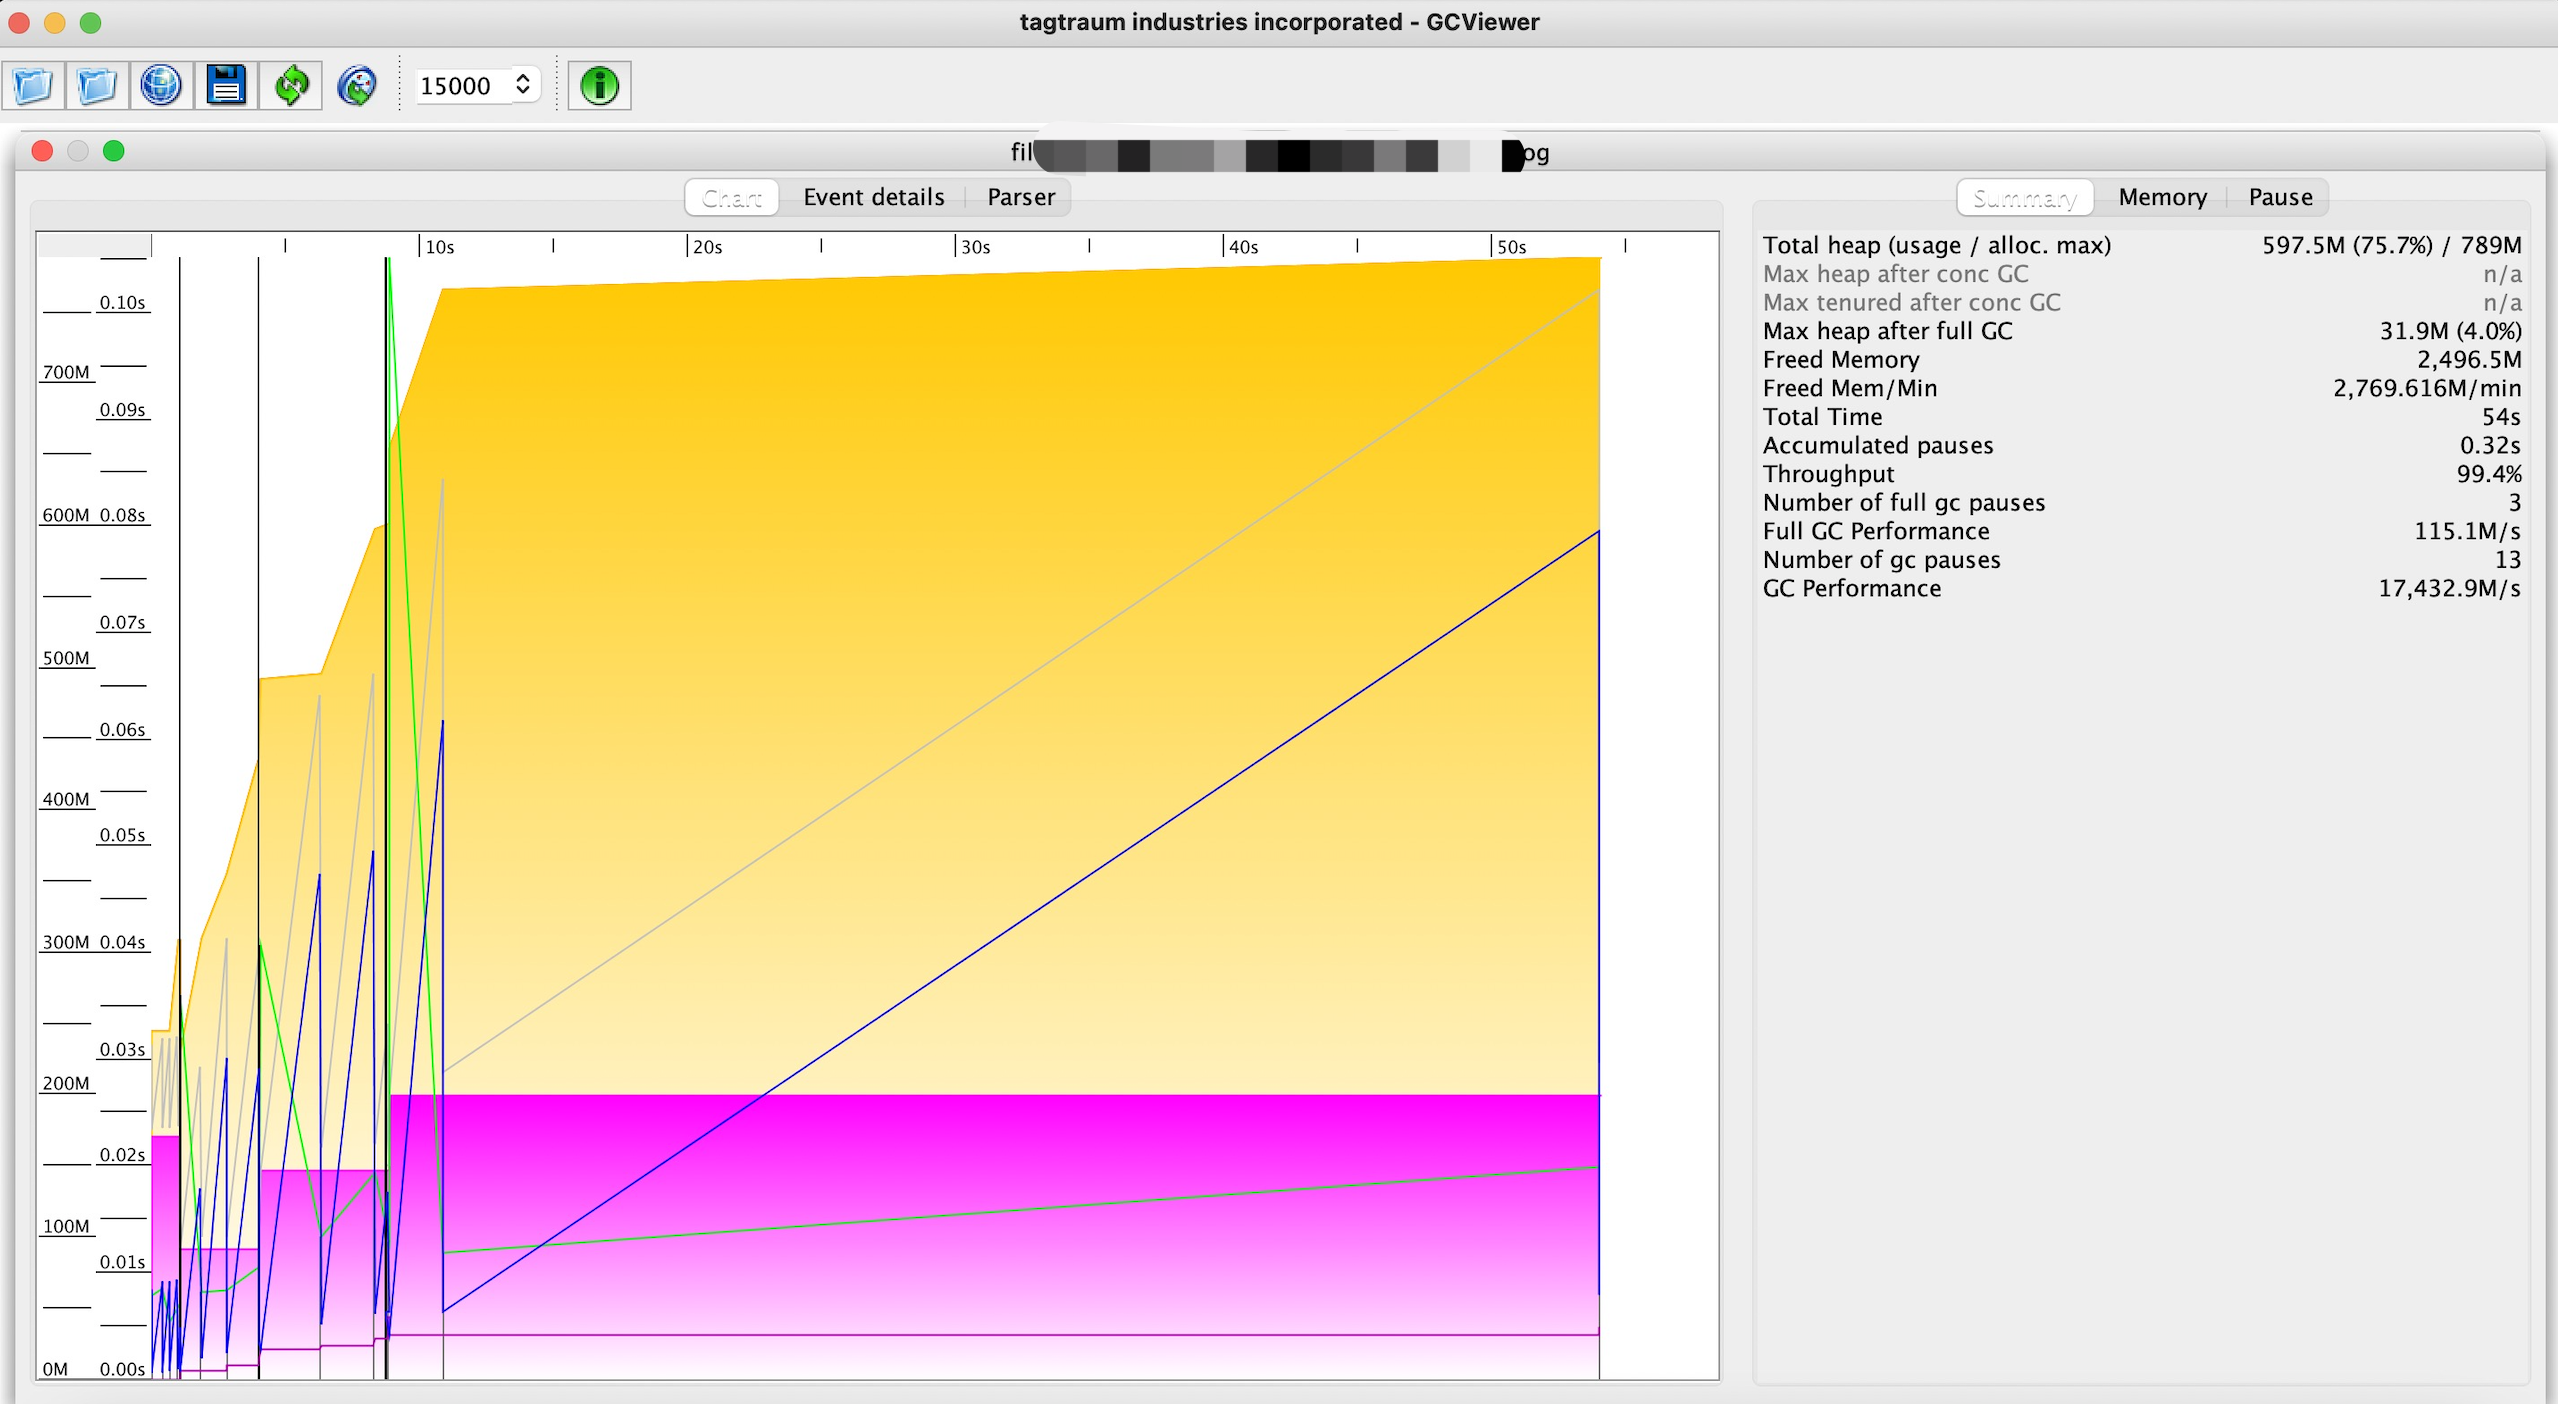 tagtraum industries incorporated - GCViewer
15000
fil og
Chart Event details Parser
10s 20s 30s 40s 50s
0.10s
700M
0.09s
600M 0.08s
0.07s
500M
0.06s
400M
0.05s
300M 0.04s
0.03s
200M
0.02s
100M
0.01s
0M 0.00s
Summary Memory Pause
Total heap (usage / alloc. max) 597.5M (75.7%) / 789M
Max heap after conc GC n/a
Max tenured after conc GC n/a
Max heap after full GC 31.9M (4.0%)
Freed Memory 2,496.5M
Freed Mem/Min 2,769.616M/min
Total Time 54s
Accumulated pauses 0.32s
Throughput 99.4%
Number of full gc pauses 3
Full GC Performance 115.1M/s
Number of gc pauses 13
GC Performance 17,432.9M/s